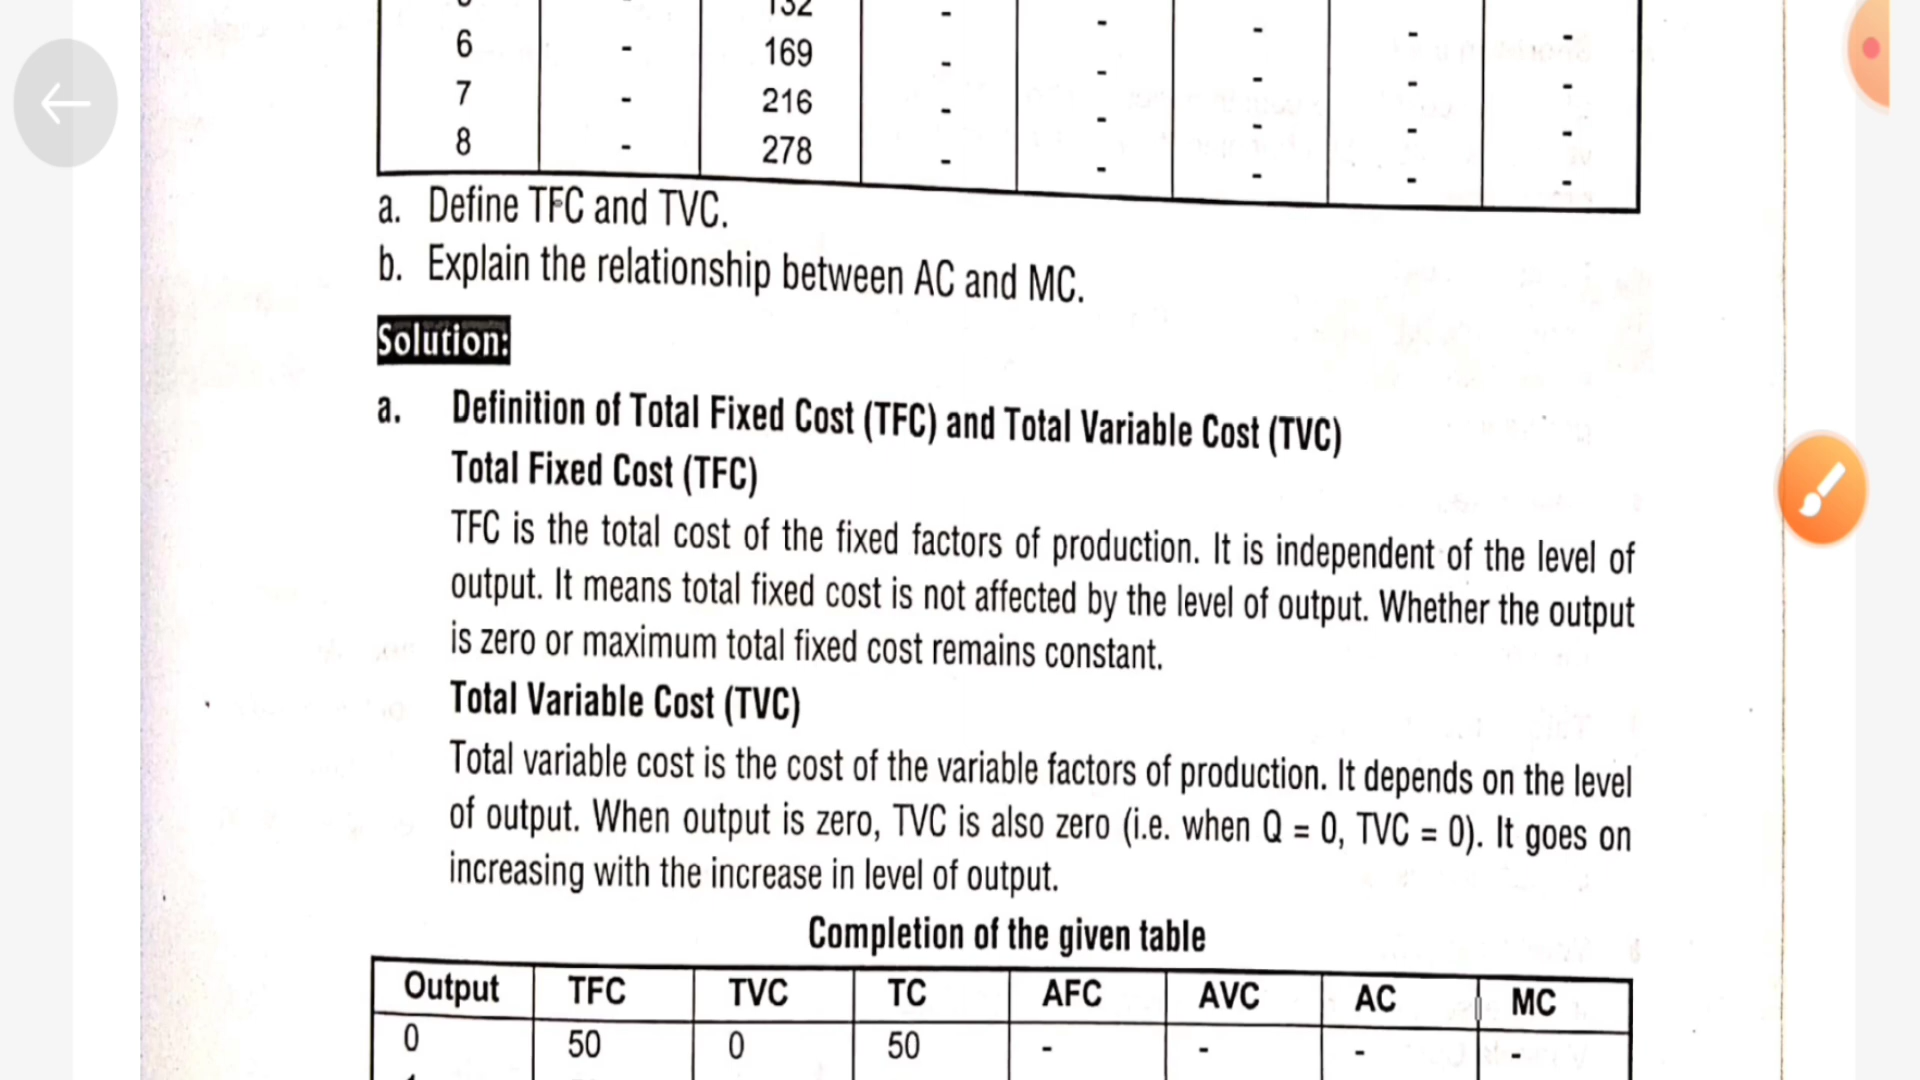 132
6 - 169 - - - - -
7 - 216 - - - - -
8 - 278 - - - - -
a. Define TFC and TVC.
b. Explain the relationship between AC and MC.
Solution:
a. Definition of Total Fixed Cost (TFC) and Total Variable Cost (TVC)
Total Fixed Cost (TFC)
TFC is the total cost of the fixed factors of production. It is independent of the level of
output. It means total fixed cost is not affected by the level of output. Whether the output
is zero or maximum total fixed cost remains constant.
Total Variable Cost (TVC)
Total variable cost is the cost of the variable factors of production. It depends on the level
of output. When output is zero, TVC is also zero (i.e. when Q = 0, TVC = 0). It goes on
increasing with the increase in level of output.
Completion of the given table
Output TFC TVC TC AFC AVC AC MC
0 50 0 50 - - - -